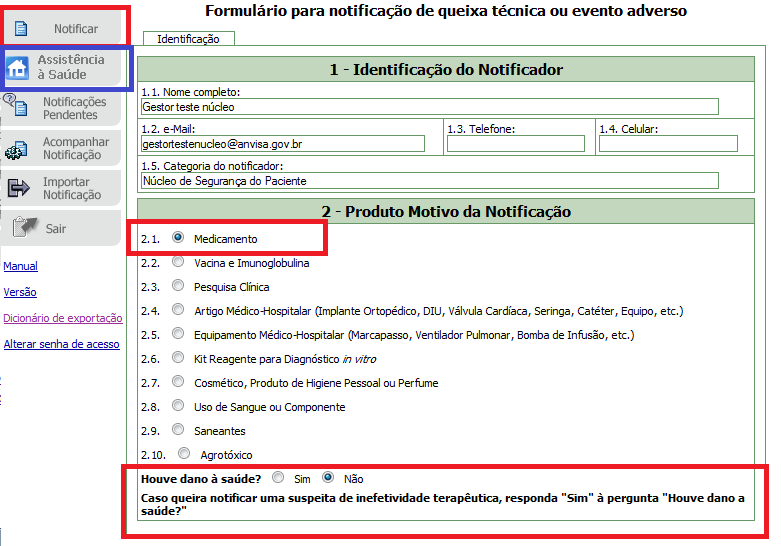 Formulário para notificação de queixa técnica ou evento adverso
Notificar
Assistência
à Saúde
Notificações
Pendentes
Acompanhar
Notificação
Importar
Notificação
Sair
Manual
Versão
Dicionário de exportação
Alterar senha de acesso
Identificação
1 - Identificação do Notificador
1.1. Nome completo:
Gestor teste núcleo
1.2. e-Mail:
gestortestenucleo@anvisa.gov.br
1.3. Telefone:
1.4. Celular:
1.5. Categoria do notificador:
Núcleo de Segurança do Paciente
2 - Produto Motivo da Notificação
2.1. Medicamento
2.2. Vacina e Imunoglobulina
2.3. Pesquisa Clínica
2.4. Artigo Médico-Hospitalar (Implante Ortopédico, DIU, Válvula Cardíaca, Seringa, Catéter, Equipo, etc.)
2.5. Equipamento Médico-Hospitalar (Marcapasso, Ventilador Pulmonar, Bomba de Infusão, etc.)
2.6. Kit Reagente para Diagnóstico in vitro
2.7. Cosmético, Produto de Higiene Pessoal ou Perfume
2.8. Uso de Sangue ou Componente
2.9. Saneantes
2.10. Agrotóxico
Houve dano à saúde? Sim Não
Caso queira notificar uma suspeita de inefetividade terapêutica, responda "Sim" à pergunta "Houve dano a
saúde?"